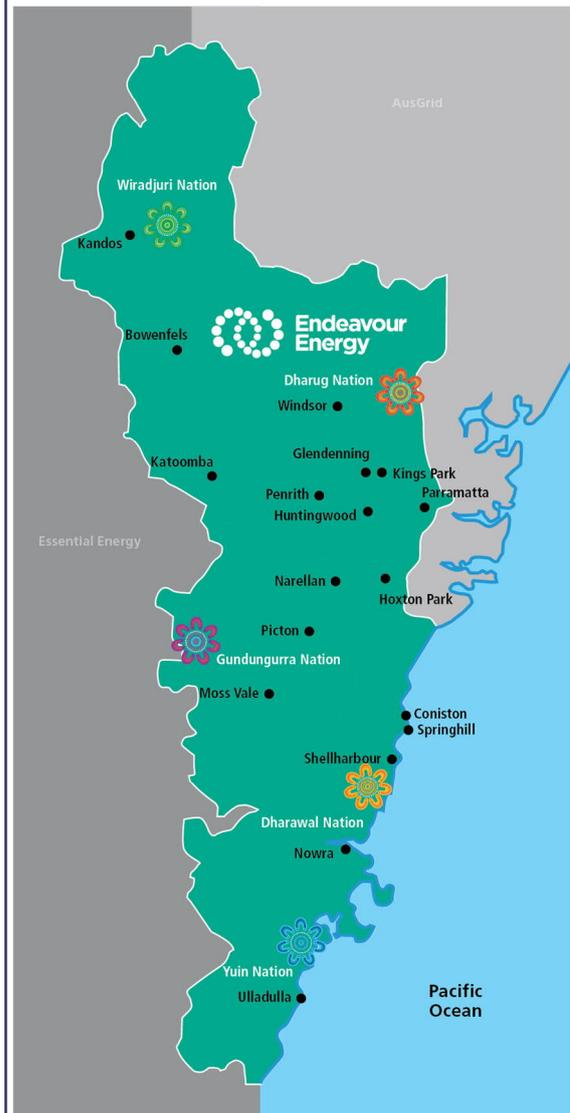 AusGrid
Wiradjuri Nation
Kandos
Endeavour
Energy
Bowenfels
Dharug Nation
Windsor
Glendenning
Katoomba
Kings Park
Penrith
Parramatta
Huntingwood
Essential Energy
Narellan
Hoxton Park
Picton
Gundungurra Nation
Moss Vale
Coniston
Springhill
Shellharbour
Dharawal Nation
Nowra
Yuin Nation
Ulladulla
Pacific
Ocean